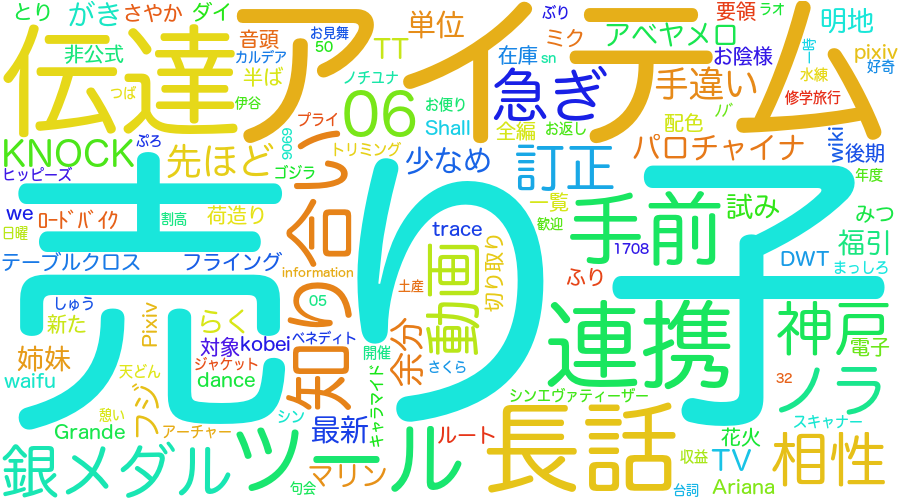 とり
がき
さやか
ダイ
伝達
アイテム
お見舞
ぶり
要領
ラオ
非公式
音頭
50
TT
単位
アベヤメロ
明地
カルデア
ミク
在庫
お陰様
pixiv
半ば
ノチユナ
sn
好奇
つば
伊谷
急ぎ
手違い
水練
06
お便り
修学旅行
プライ
Shall
全編
お返し
配色
KNOCK
ぷろ
先ほど
9069
トリミング
ゴジラ
少なめ
訂正
パロチャイナ
wiki
後期
ヒッピーズ
年度
売り子
we
ロードバイク
割高
荷造り
知り合い
trace
一覧
歓迎
手前
試み
みつ
日曜
動画
切り取り
1708
福引
テーブルクロス
フライング
information
ふり
DWT
まっしろ
しゅう
05
土産
連携
神戸
新た
Pixiv
らく
対象
kobei
ベネディト
余分
開催
さくら
電子
姉妹
waifu
天どん
ジャケット
dance
キャラマイド
32
ノラ
フジ
憩い
シン
シンエヴァティーザー
Grande
アーチャー
最新
ルート
長話
花火
スキャナー
銀メダル
ツール
マリン
句会
収益
TV
相性
台詞
Ariana